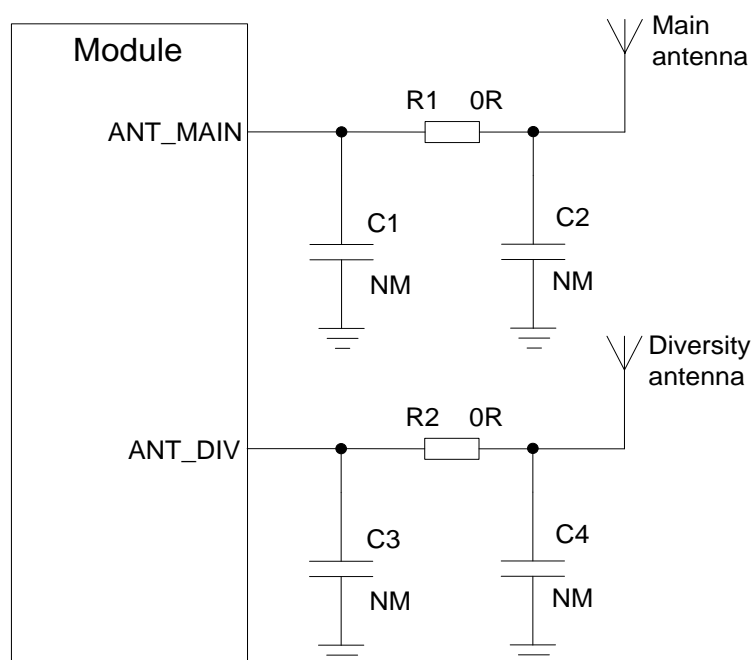 Module
Main
antenna
R1 0R
ANT_MAIN
C1
C2
NM
NM
Diversity
antenna
R2 0R
ANT_DIV
C3
C4
NM
NM